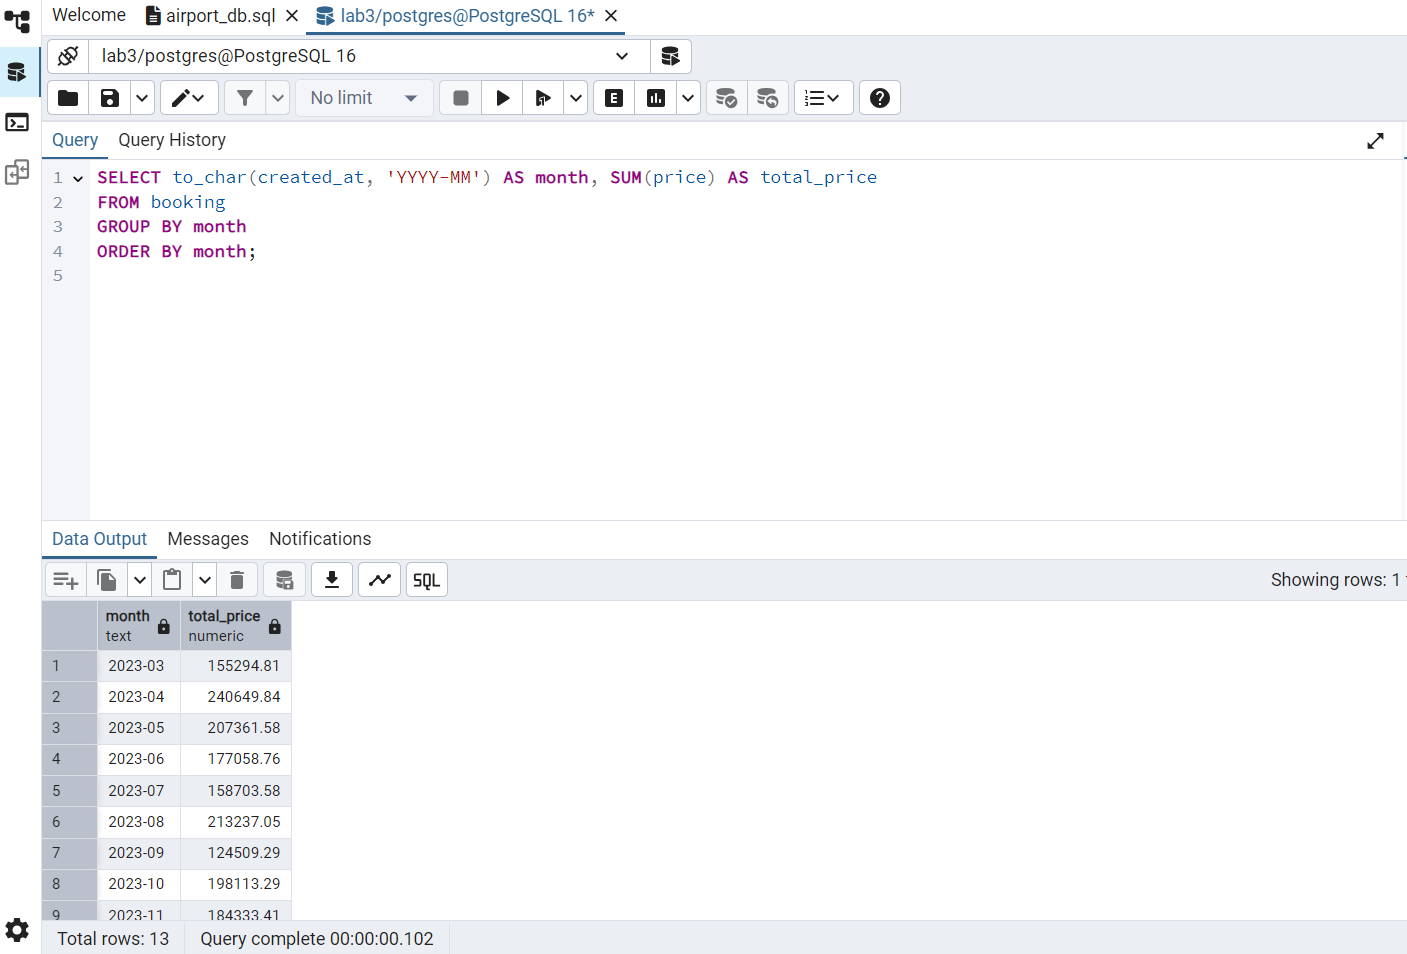 Welcome airport_db.sql lab3/postgres@PostgreSQL 16*
lab3/postgres@PostgreSQL 16
No limit E
Query Query History
1 SELECT to_char(created_at, 'YYYY-MM') AS month, SUM(price) AS total_price
2 FROM booking
3 GROUP BY month
4 ORDER BY month;
5
Data Output Messages Notifications
SQL Showing rows: 1
month total_price
text numeric
1 2023-03 155294.81
2 2023-04 240649.84
3 2023-05 207361.58
4 2023-06 177058.76
5 2023-07 158703.58
6 2023-08 213237.05
7 2023-09 124509.29
8 2023-10 198113.29
9 2023-11 184333.41
Total rows: 13 Query complete 00:00:00.102